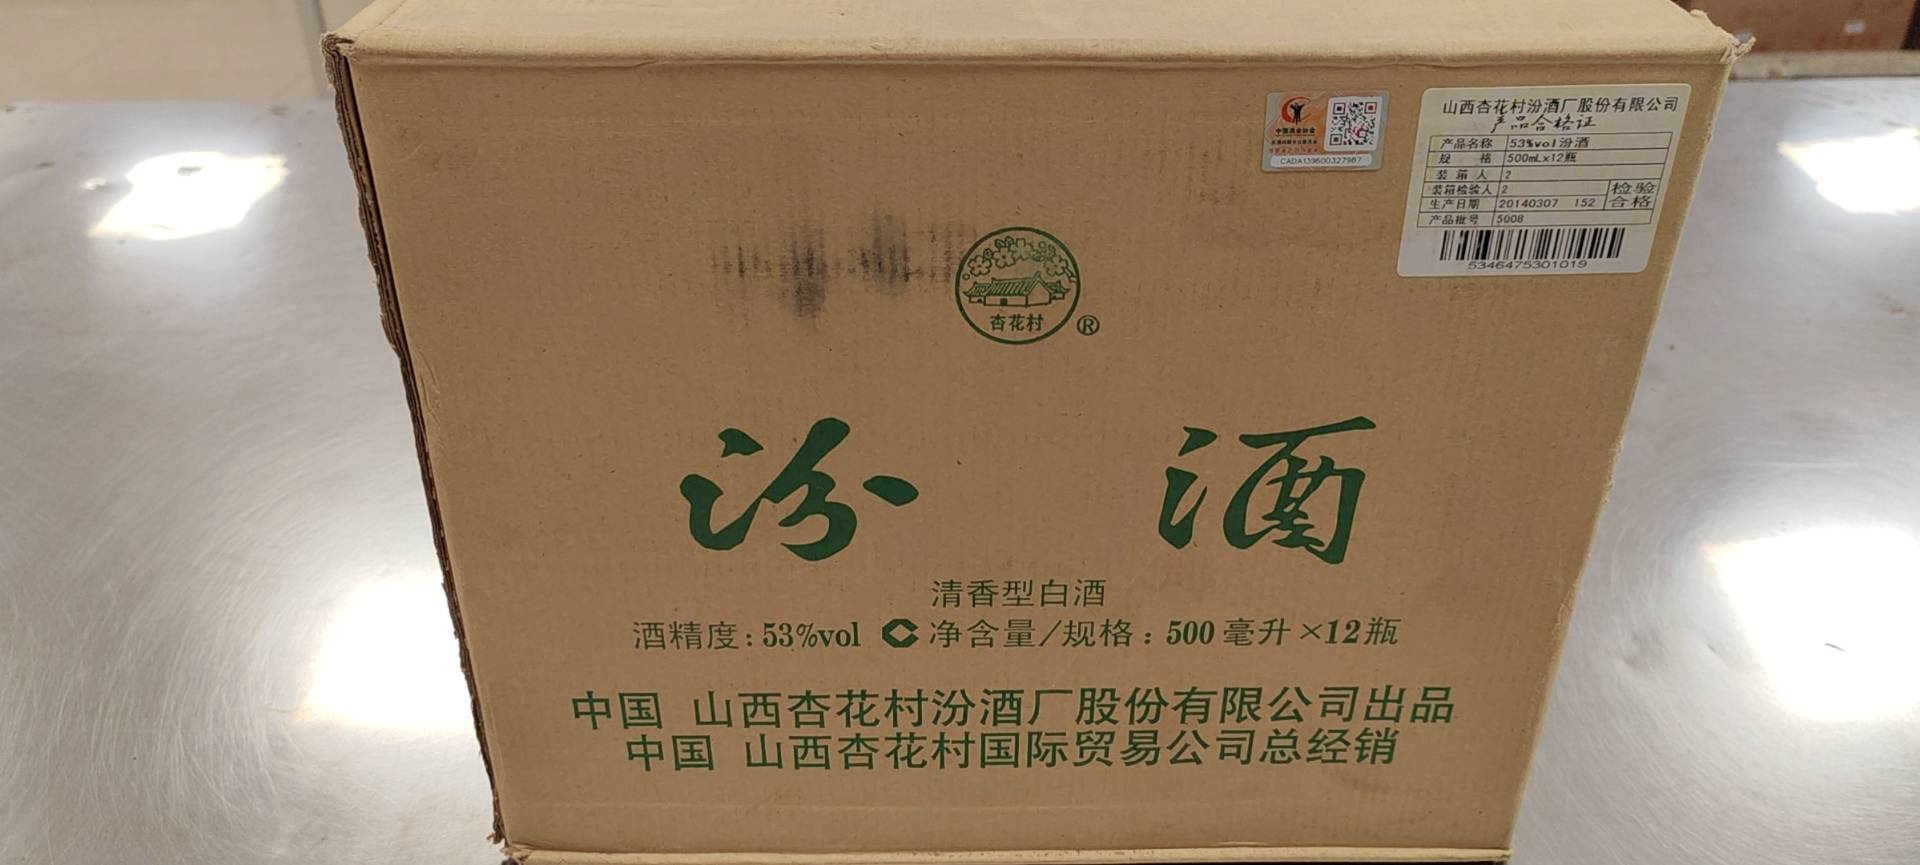 山西杏花村汾酒厂股份有限公司
产品合格证
产品名称 53%vol汾酒
规 格 500mL×12瓶
装 箱 人 2
装箱检验人 2
检验
合格
生产日期 20140307 152
产品批号 5008
5346475301019
CADA139600327987
杏花村®
汾 酒
清香型白酒
酒精度:53%vol 净含量/规格:500毫升×12瓶
中国 山西杏花村汾酒厂股份有限公司出品
中国 山西杏花村国际贸易公司总经销